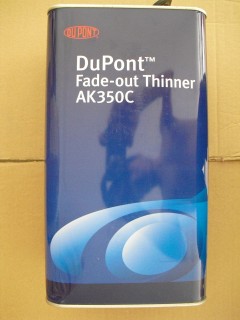 DUPONT
DuPont™
Fade-out Thinner
AK350C